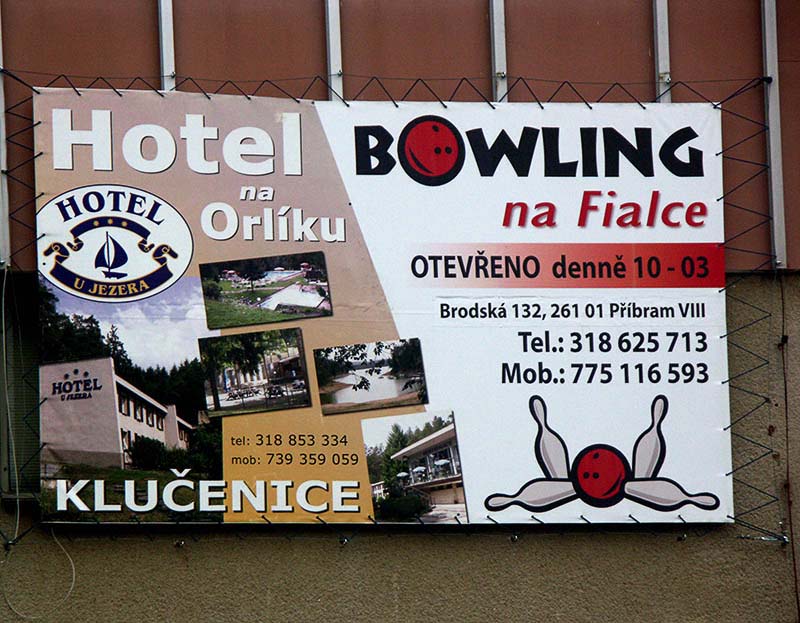 Hotel
na
Orlíku
HOTEL
U JEZERA
HOTEL
U JEZERA
tel: 318 853 334
mob: 739 359 059
KLUČENICE
BOWLING
na Fialce
OTEVŘENO denně 10 - 03
Brodská 132, 261 01 Příbram VIII
Tel.: 318 625 713
Mob.: 775 116 593